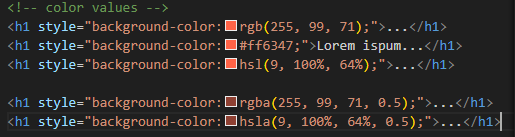 <!-- color values -->
<h1 style="background-color:rgb(255, 99, 71);">...</h1>
<h1 style="background-color:#ff6347;">Lorem ispum...</h1>
<h1 style="background-color:hsl(9, 100%, 64%);">...</h1>
<h1 style="background-color:rgba(255, 99, 71, 0.5);">...</h1>
<h1 style="background-color:hsla(9, 100%, 64%, 0.5);">...</h1>